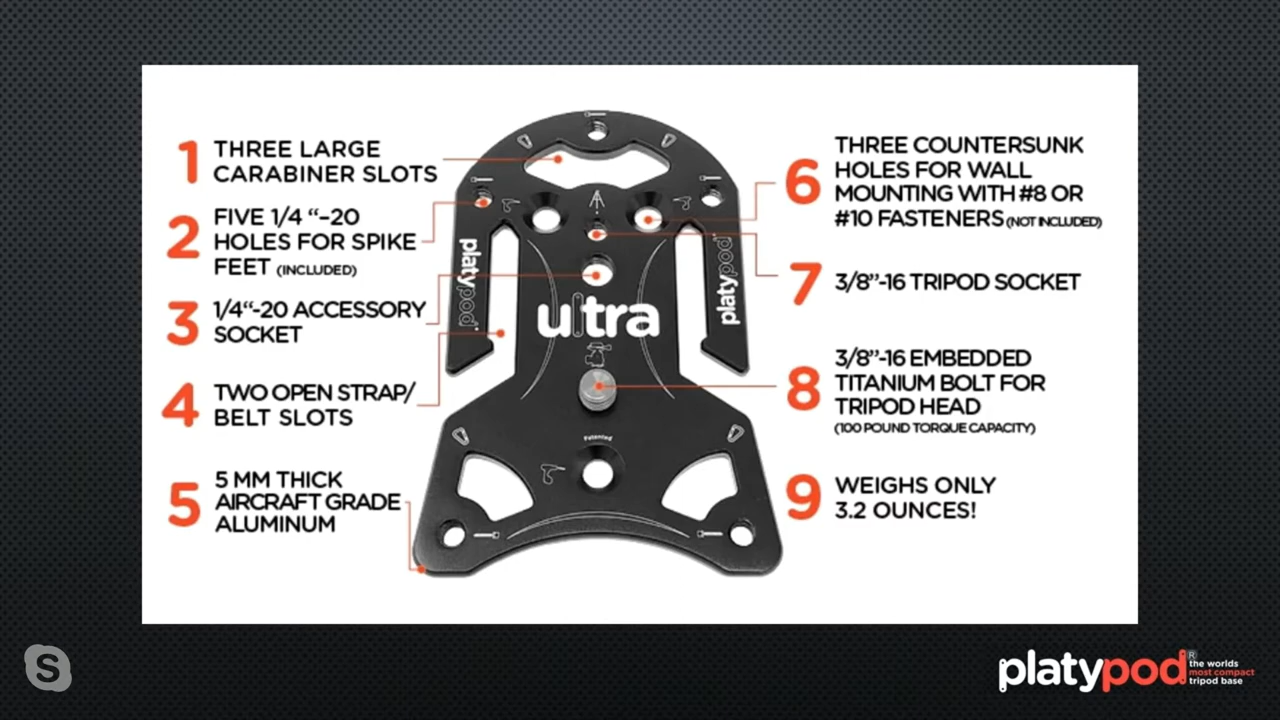 1 THREE LARGE
CARABINER SLOTS
2 FIVE 1/4 “–20
HOLES FOR SPIKE
FEET (INCLUDED)
3 1/4“-20 ACCESSORY
SOCKET
4 TWO OPEN STRAP/
BELT SLOTS
5 5 MM THICK
AIRCRAFT GRADE
ALUMINUM
platypod
ultra
platypod
Patented
6 THREE COUNTERSUNK
HOLES FOR WALL
MOUNTING WITH #8 OR
#10 FASTENERS (NOT INCLUDED)
7 3/8”-16 TRIPOD SOCKET
8 3/8”-16 EMBEDDED
TITANIUM BOLT FOR
TRIPOD HEAD
(100 POUND TORQUE CAPACITY)
9 WEIGHS ONLY
3.2 OUNCES!
S
platypod®
the worlds
most compact
tripod base